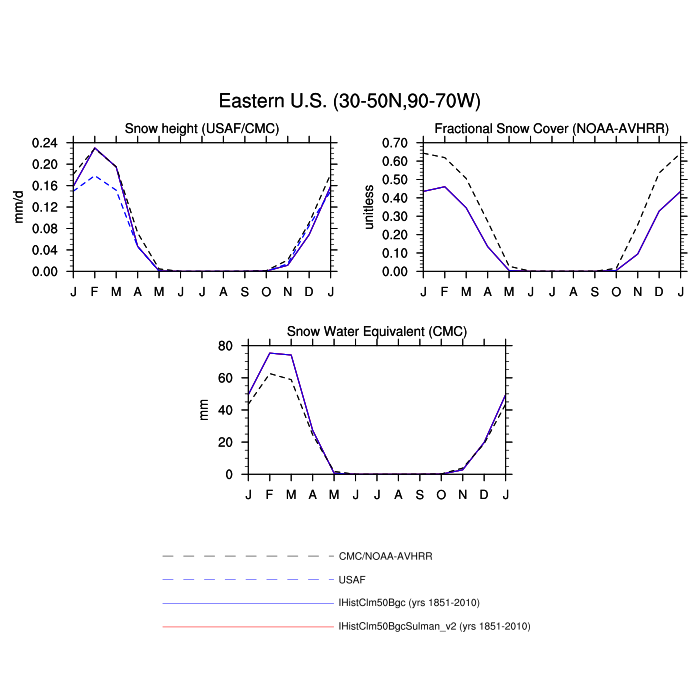 Eastern U.S. (30-50N,90-70W)
Snow height (USAF/CMC)
mm/d
0.24
0.20
0.16
0.12
0.08
0.04
0.00
J F M A M J J A S O N D J
Fractional Snow Cover (NOAA-AVHRR)
unitless
0.70
0.60
0.50
0.40
0.30
0.20
0.10
0.00
J F M A M J J A S O N D J
Snow Water Equivalent (CMC)
mm
80
60
40
20
0
J F M A M J J A S O N D J
CMC/NOAA-AVHRR
USAF
IHistClm50Bgc (yrs 1851-2010)
IHistClm50BgcSulman_v2 (yrs 1851-2010)